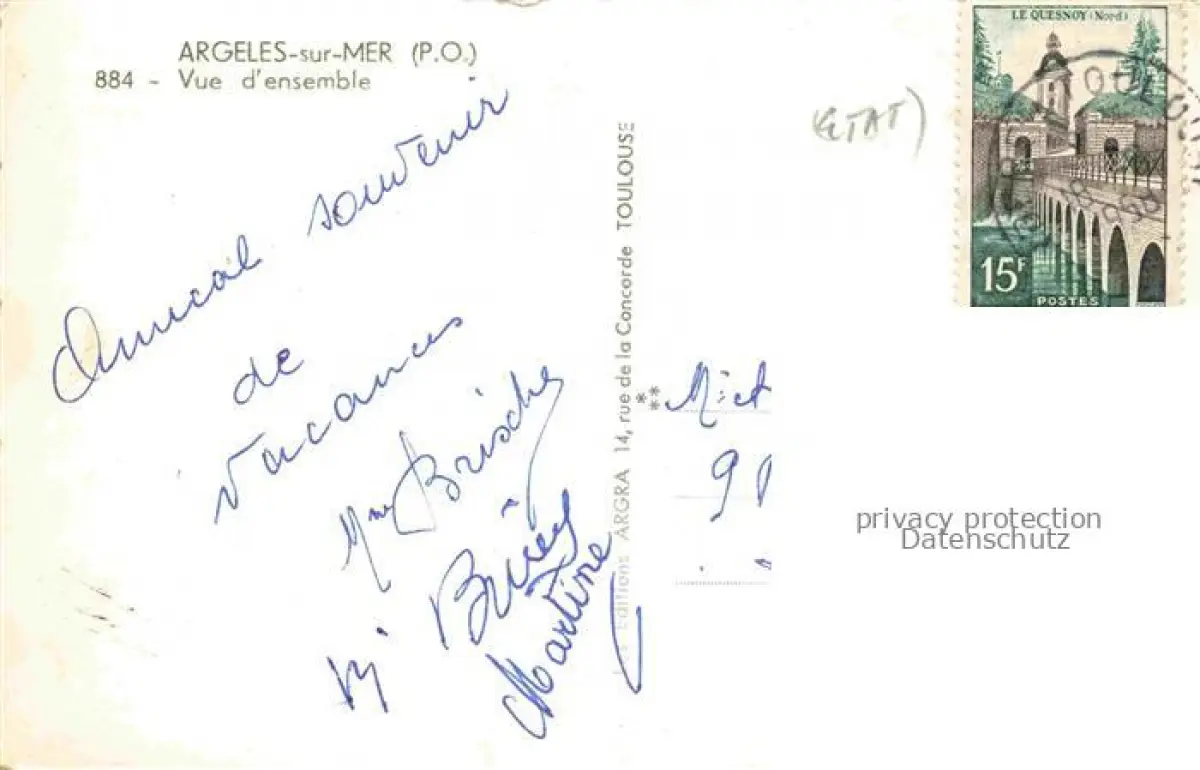 ARGELES-sur-MER (P.O.)
884 - Vue d'ensemble
Amical souvenir
de
vacances
Mme Brische
Martine
Les Editions ARGRA 14, rue de la Concorde TOULOUSE
**
(ETAT)
LE QUESNOY (Nord)
15F
POSTES
privacy protection
Datenschutz